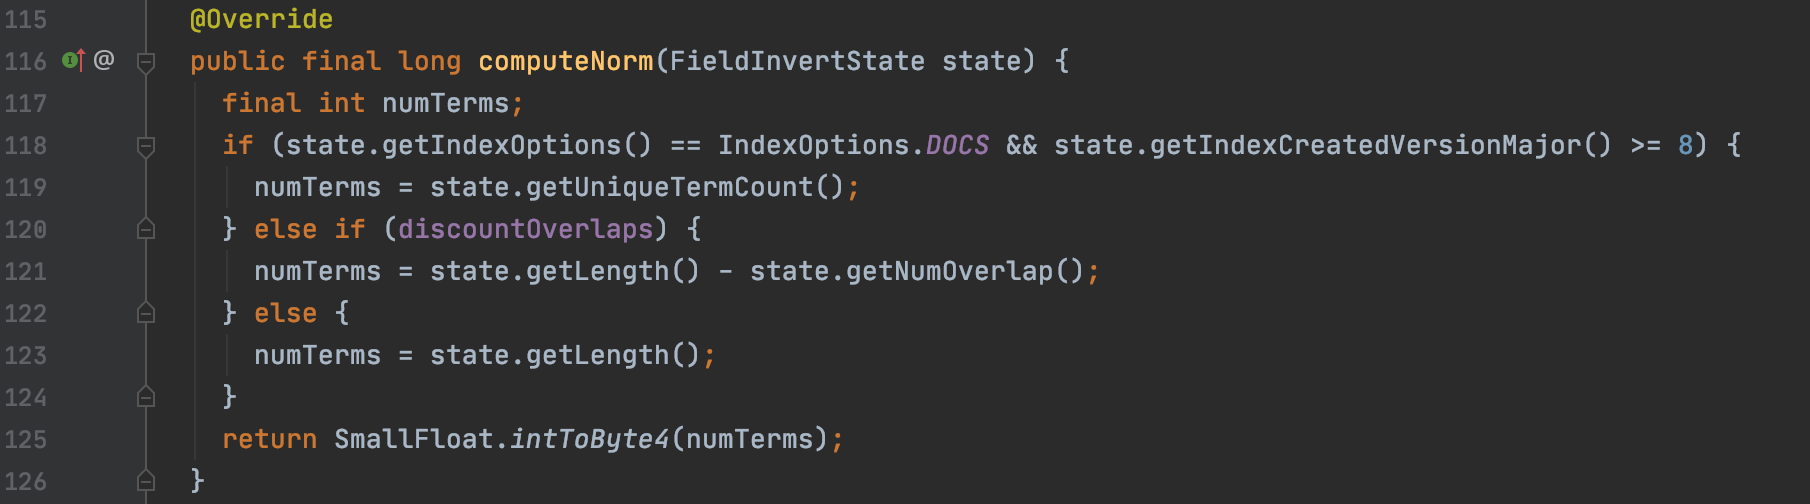 115 @Override
116 @ public final long computeNorm(FieldInvertState state) {
117 final int numTerms;
118 if (state.getIndexOptions() == IndexOptions.DOCS && state.getIndexCreatedVersionMajor() >= 8) {
119 numTerms = state.getUniqueTermCount();
120 } else if (discountOverlaps) {
121 numTerms = state.getLength() - state.getNumOverlap();
122 } else {
123 numTerms = state.getLength();
124 }
125 return SmallFloat.intToByte4(numTerms);
126 }